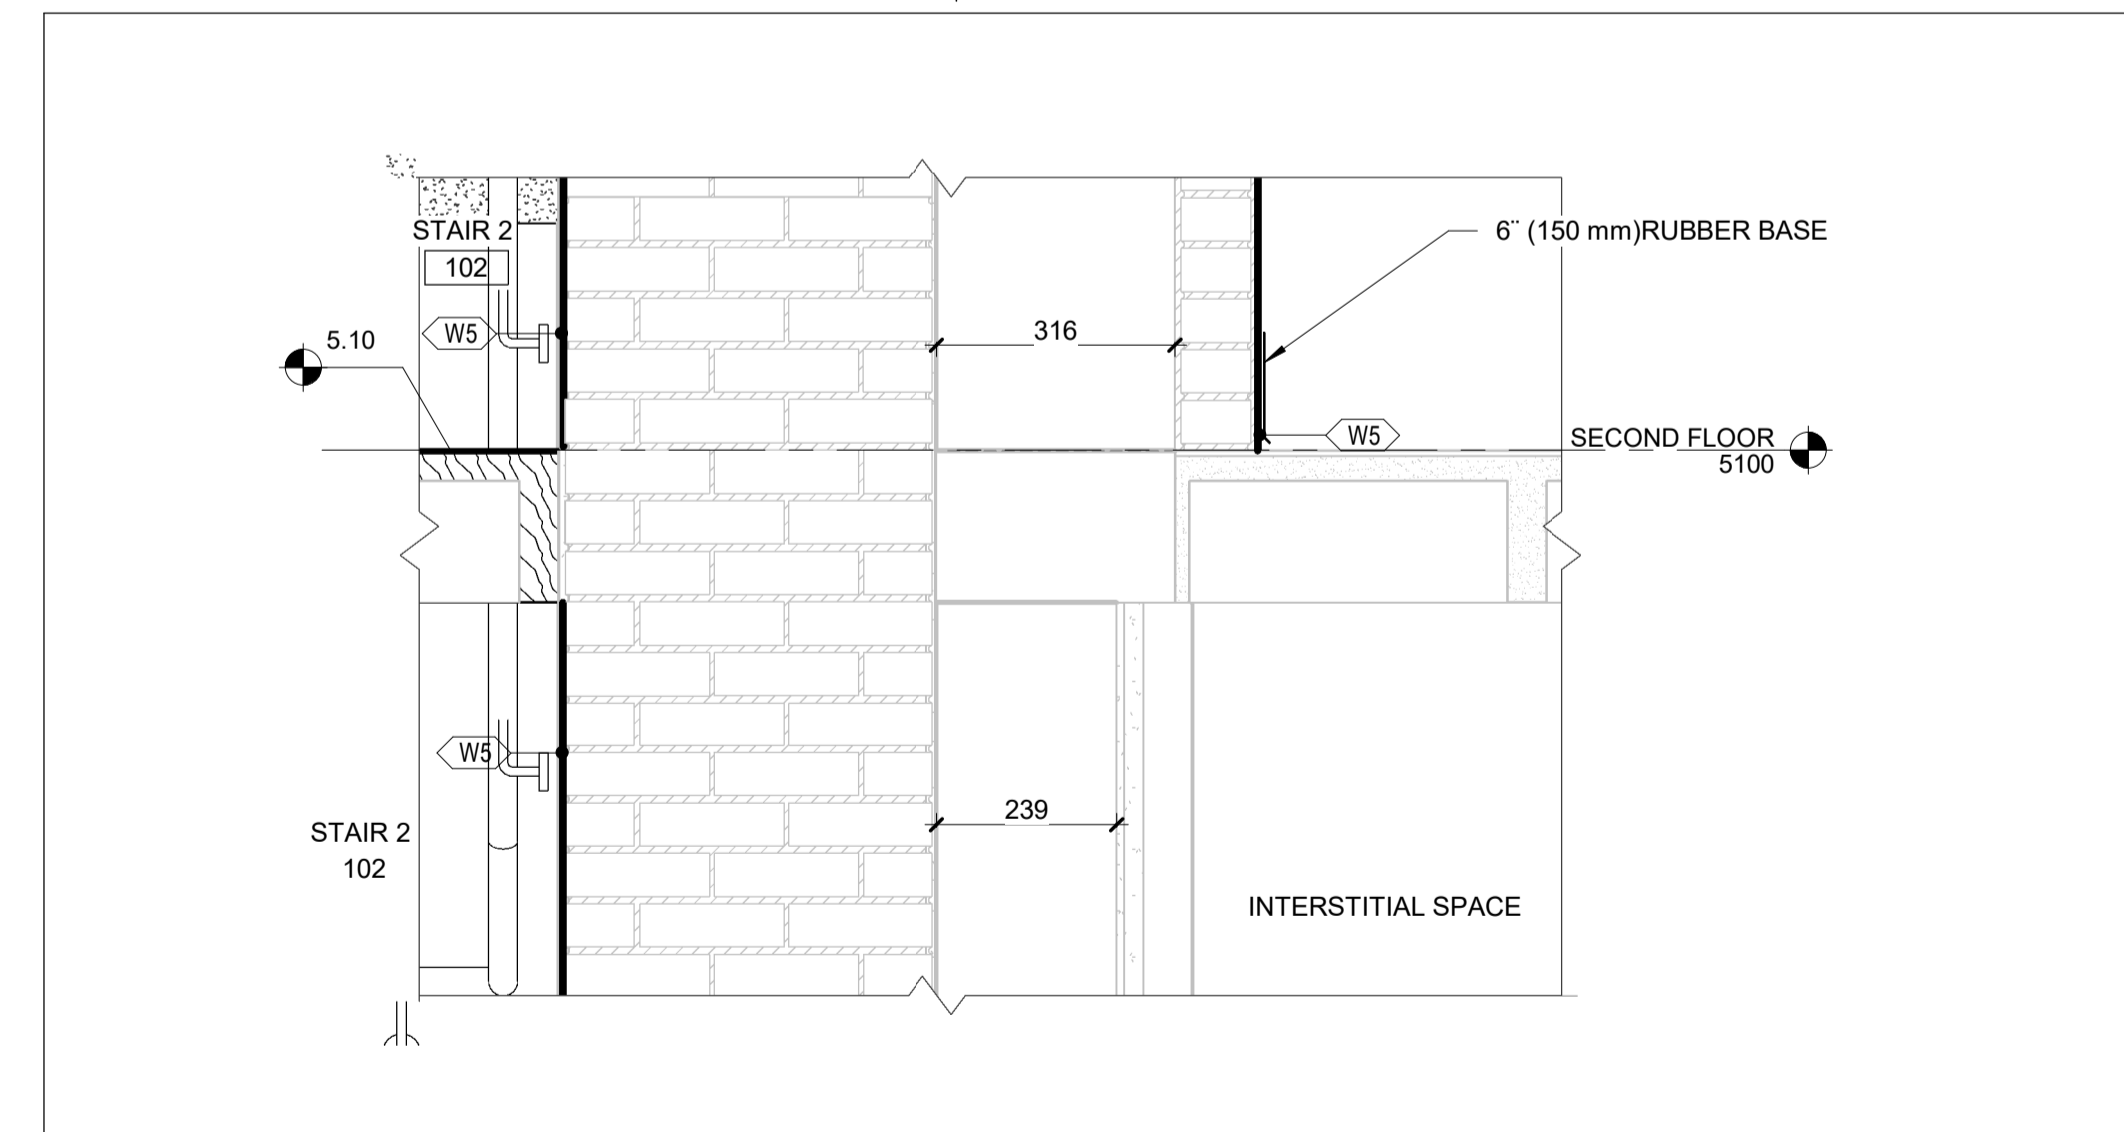 STAIR 2
102
6¨ (150 mm)RUBBER BASE
W5
5.10
316
W5
SECOND FLOOR
5100
W5
239
STAIR 2
102
INTERSTITIAL SPACE